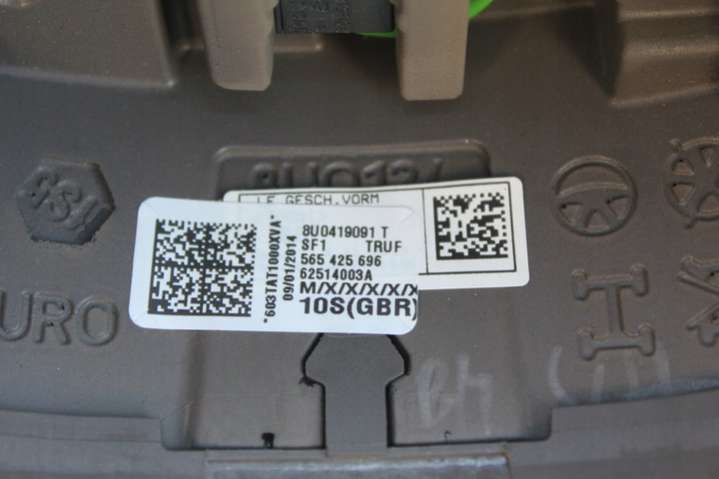 LE GESCH.VORM
8U0419091 T
SF1 TRUF
565 425 696
62514003A
M/X/X/X/X/X
10S(GBR)
*603TAT1000XVA*
09/01/2014
URO